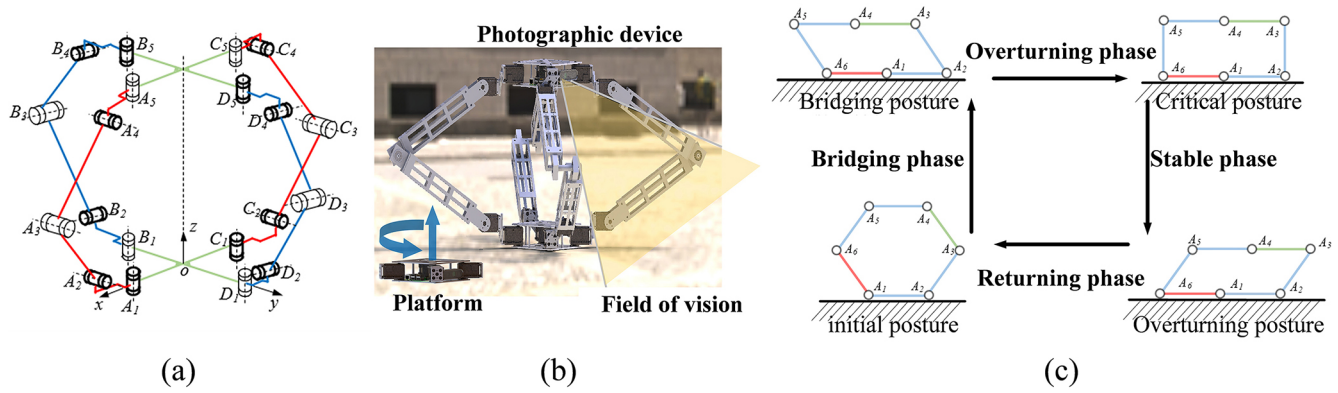 B4
B5
C5
C4
A5
D5
B3
A4
D4
C3
B2
A3
C2
D3
z
B1
C1
A2
o
D2
x
A1
D1
y
(a)
Photographic device
Platform
Field of vision
(b)
A5
A4
A3
A6
A1
A2
Bridging posture
Overturning phase
A5
A4
A3
A6
A1
A2
Critical posture
Bridging phase
Stable phase
A5
A4
A6
A3
A1
A2
initial posture
Returning phase
A5
A4
A3
A6
A1
A2
Overturning posture
(c)